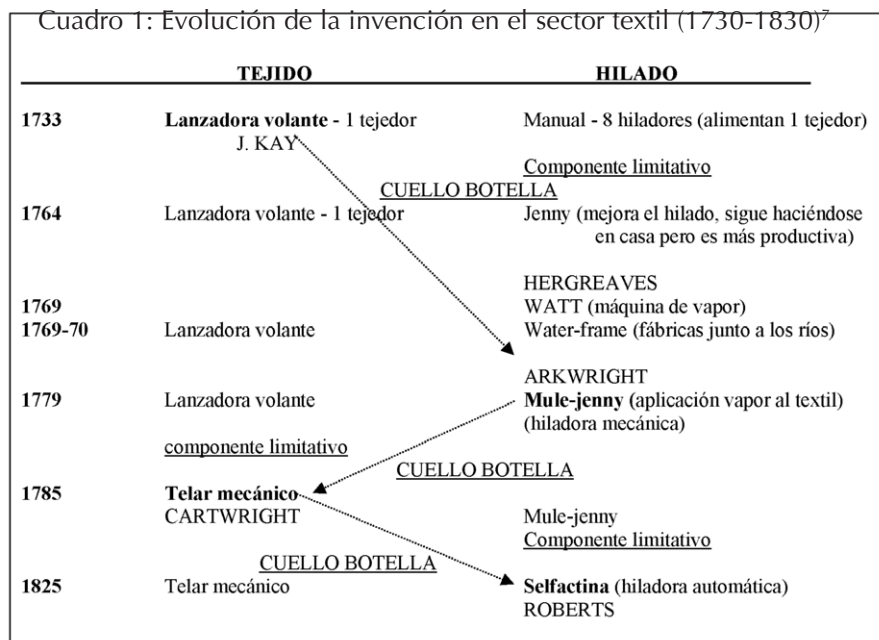 Cuadro 1: Evolución de la invención en el sector textil (1730-1830)⁷
TEJIDO HILADO
1733 Lanzadora volante - 1 tejedor Manual - 8 hiladores (alimentan 1 tejedor)
J. KAY
Componente limitativo
CUELLO BOTELLA
1764 Lanzadora volante - 1 tejedor Jenny (mejora el hilado, sigue haciéndose
en casa pero es más productiva)
HERGREAVES
1769 WATT (máquina de vapor)
1769-70 Lanzadora volante Water-frame (fábricas junto a los ríos)
ARKWRIGHT
1779 Lanzadora volante Mule-jenny (aplicación vapor al textil)
(hiladora mecánica)
componente limitativo
CUELLO BOTELLA
1785 Telar mecánico
CARTWRIGHT Mule-jenny
Componente limitativo
CUELLO BOTELLA
1825 Telar mecánico Selfactina (hiladora automática)
ROBERTS